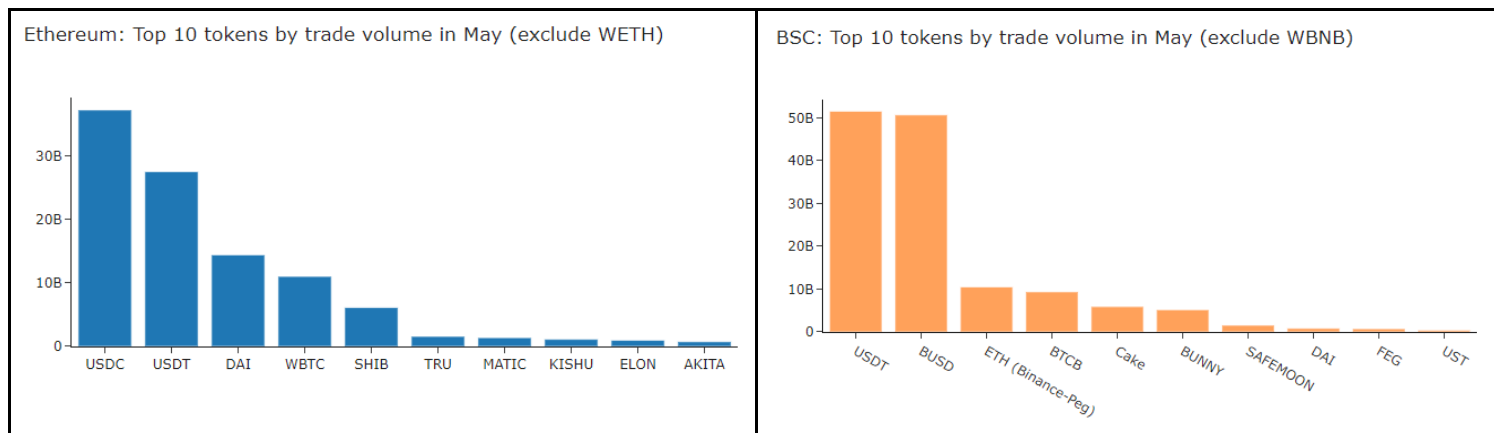 Ethereum: Top 10 tokens by trade volume in May (exclude WETH)
30B
20B
10B
0
USDC USDT DAI WBTC SHIB TRU MATIC KISHU ELON AKITA
BSC: Top 10 tokens by trade volume in May (exclude WBNB)
50B
40B
30B
20B
10B
0
USDT BUSD ETH (Binance-Peg) BTCB Cake BUNNY SAFEMOON DAI FEG UST